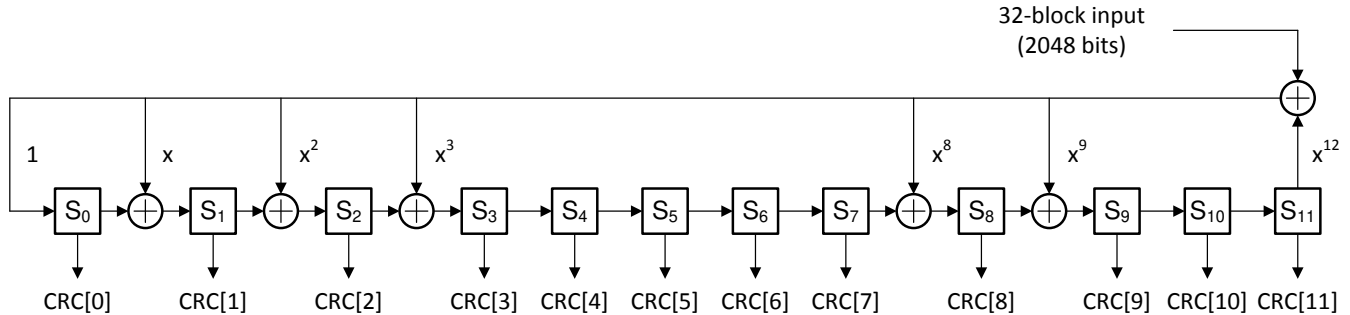 32-block input
(2048 bits)
1 x x² x³ x⁸ x⁹ x¹²
S₀ S₁ S₂ S₃ S₄ S₅ S₆ S₇ S₈ S₉ S₁₀ S₁₁
CRC[0] CRC[1] CRC[2] CRC[3] CRC[4] CRC[5] CRC[6] CRC[7] CRC[8] CRC[9] CRC[10] CRC[11]